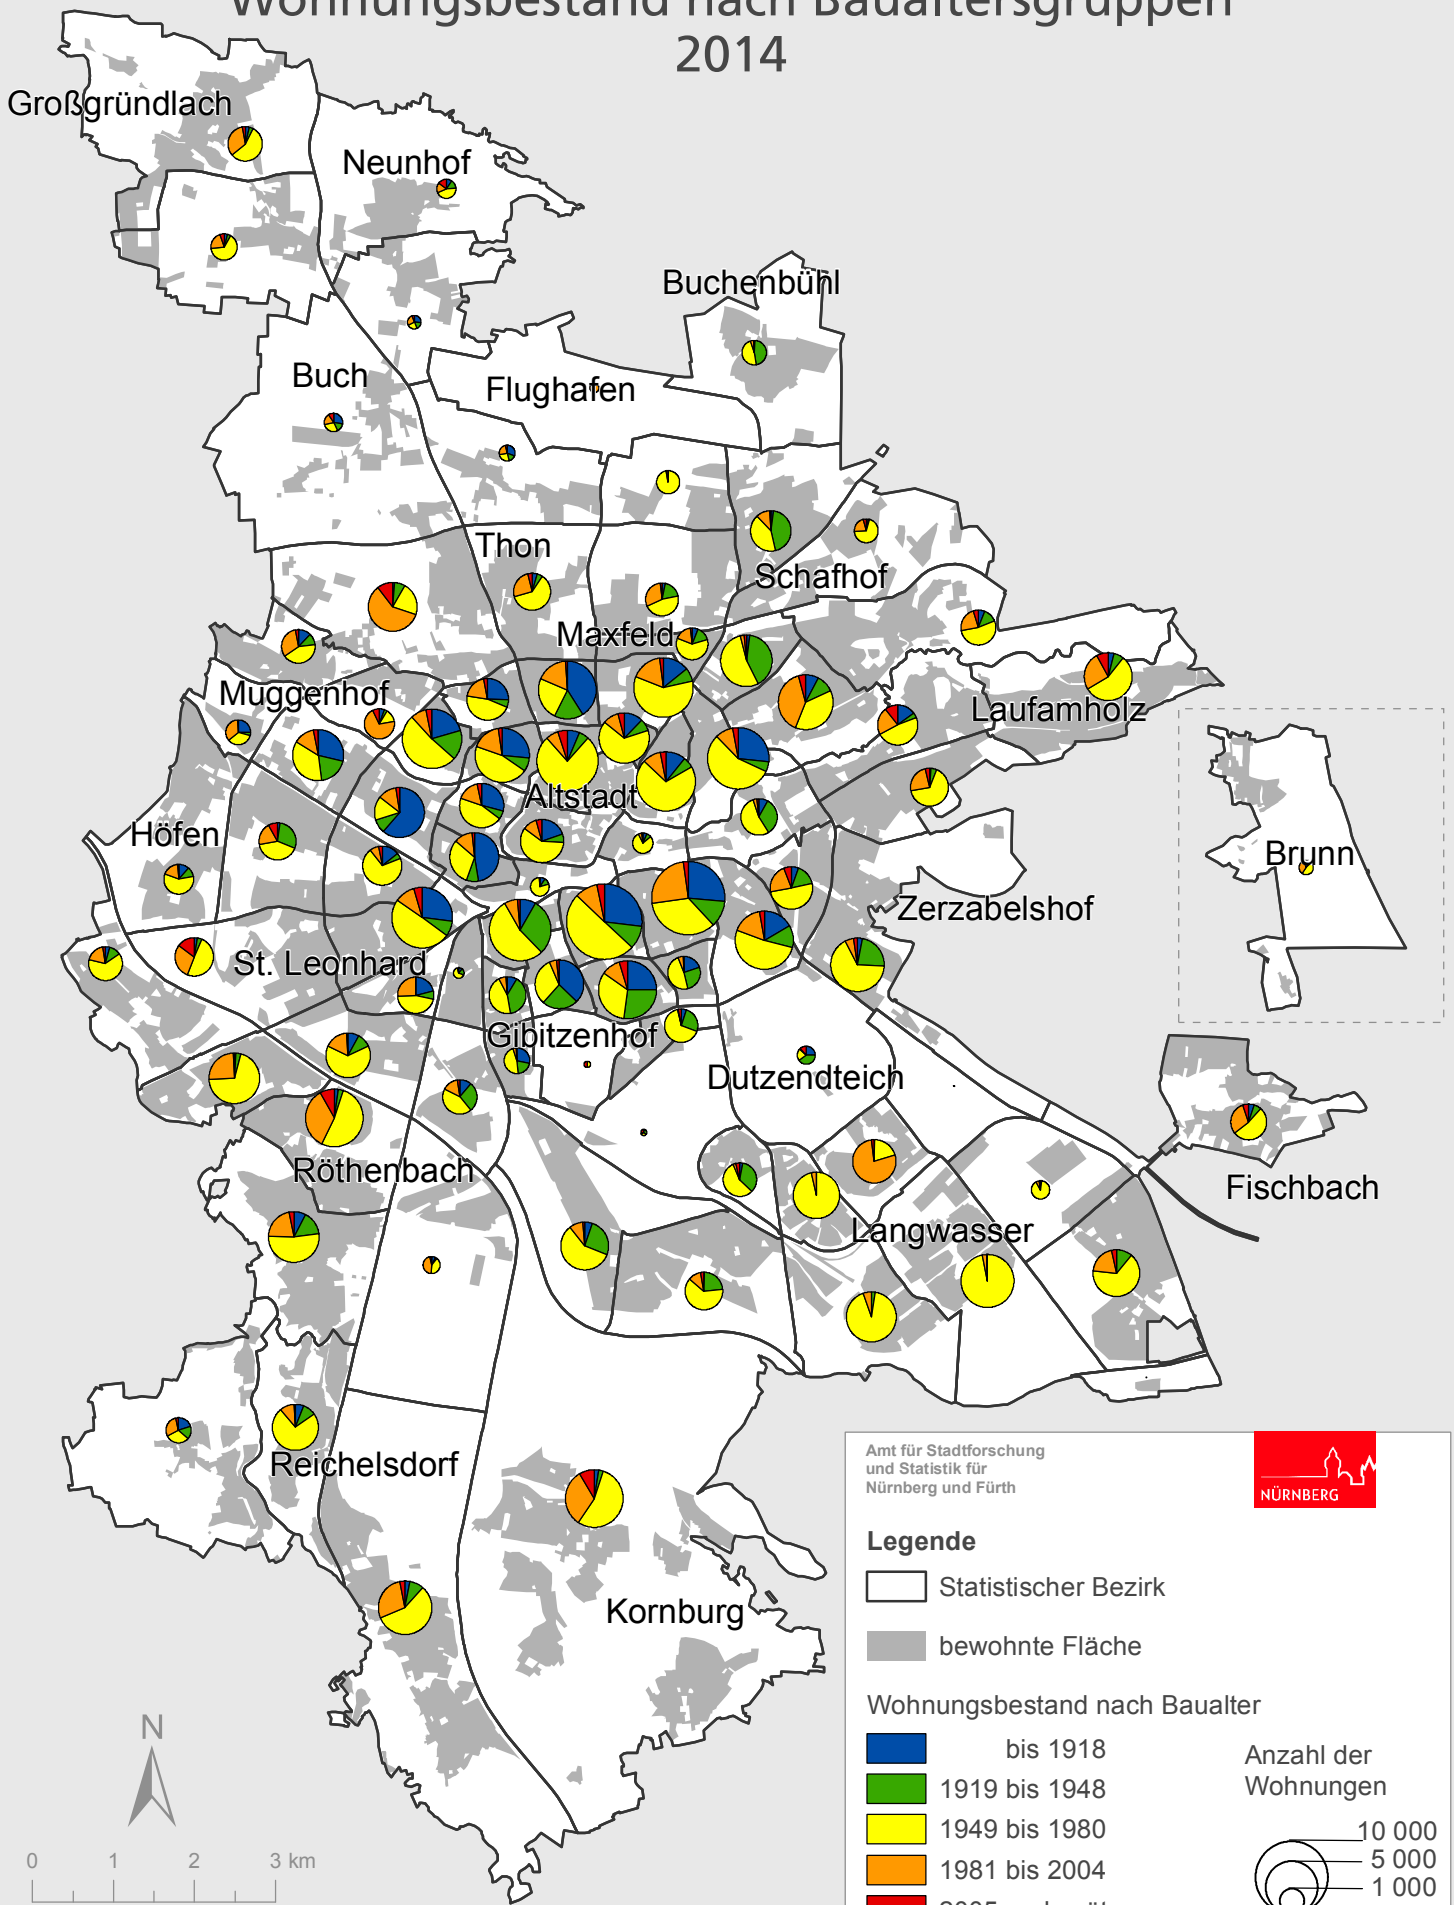 Wohnungsbestand nach Baualtersgruppen
2014
Großgründlach
Neunhof
Buchenbühl
Buch
Flughafen
Thon
Schafhof
Maxfeld
Muggenhof
Laufamholz
Altstadt
Höfen
Brunn
Zerzabelshof
St. Leonhard
Gibitzenhof
Dutzendteich
Röthenbach
Fischbach
Langwasser
Reichelsdorf
Kornburg
N
0 1 2 3 km
Amt für Stadtforschung
und Statistik für
Nürnberg und Fürth
NÜRNBERG
Legende
Statistischer Bezirk
bewohnte Fläche
Wohnungsbestand nach Baualter
bis 1918
1919 bis 1948
1949 bis 1980
1981 bis 2004
Anzahl der
Wohnungen
10 000
5 000
1 000